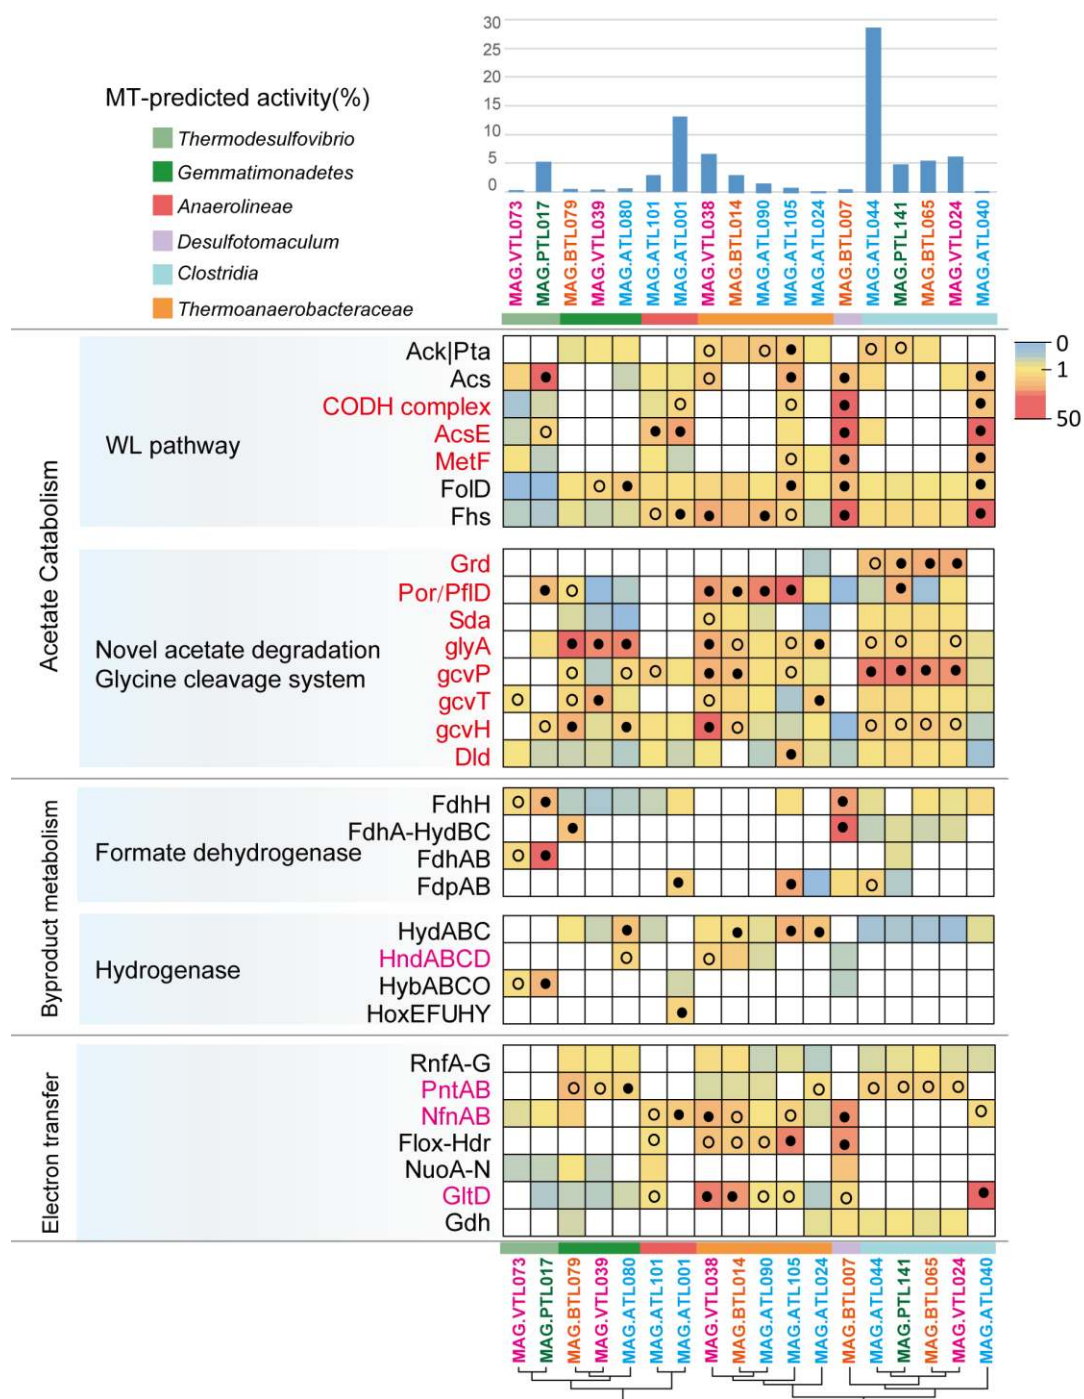 30
25
20
15
10
5
0
MT-predicted activity(%)
Thermodesulfovibrio
Gemmatimonadetes
Anaerolineae
Desulfotomaculum
Clostridia
Thermoanaerobacteraceae
MAG.VTL073
MAG.PTL017
MAG.BTL079
MAG.VTL039
MAG.ATL080
MAG.ATL101
MAG.ATL001
MAG.VTL038
MAG.BTL014
MAG.ATL090
MAG.ATL105
MAG.ATL024
MAG.BTL007
MAG.ATL044
MAG.PTL141
MAG.BTL065
MAG.VTL024
MAG.ATL040
0
1
50
Acetate Catabolism
WL pathway
Ack|Pta
Acs
CODH complex
AcsE
MetF
FolD
Fhs
Novel acetate degradation
Glycine cleavage system
Grd
Por/PflD
Sda
glyA
gcvP
gcvT
gcvH
Dld
Byproduct metabolism
Formate dehydrogenase
FdhH
FdhA-HydBC
FdhAB
FdpAB
Hydrogenase
HydABC
HndABCD
HybABCO
HoxEFUHY
Electron transfer
RnfA-G
PntAB
NfnAB
Flox-Hdr
NuoA-N
GltD
Gdh
MAG.VTL073
MAG.PTL017
MAG.BTL079
MAG.VTL039
MAG.ATL080
MAG.ATL101
MAG.ATL001
MAG.VTL038
MAG.BTL014
MAG.ATL090
MAG.ATL105
MAG.ATL024
MAG.BTL007
MAG.ATL044
MAG.PTL141
MAG.BTL065
MAG.VTL024
MAG.ATL040